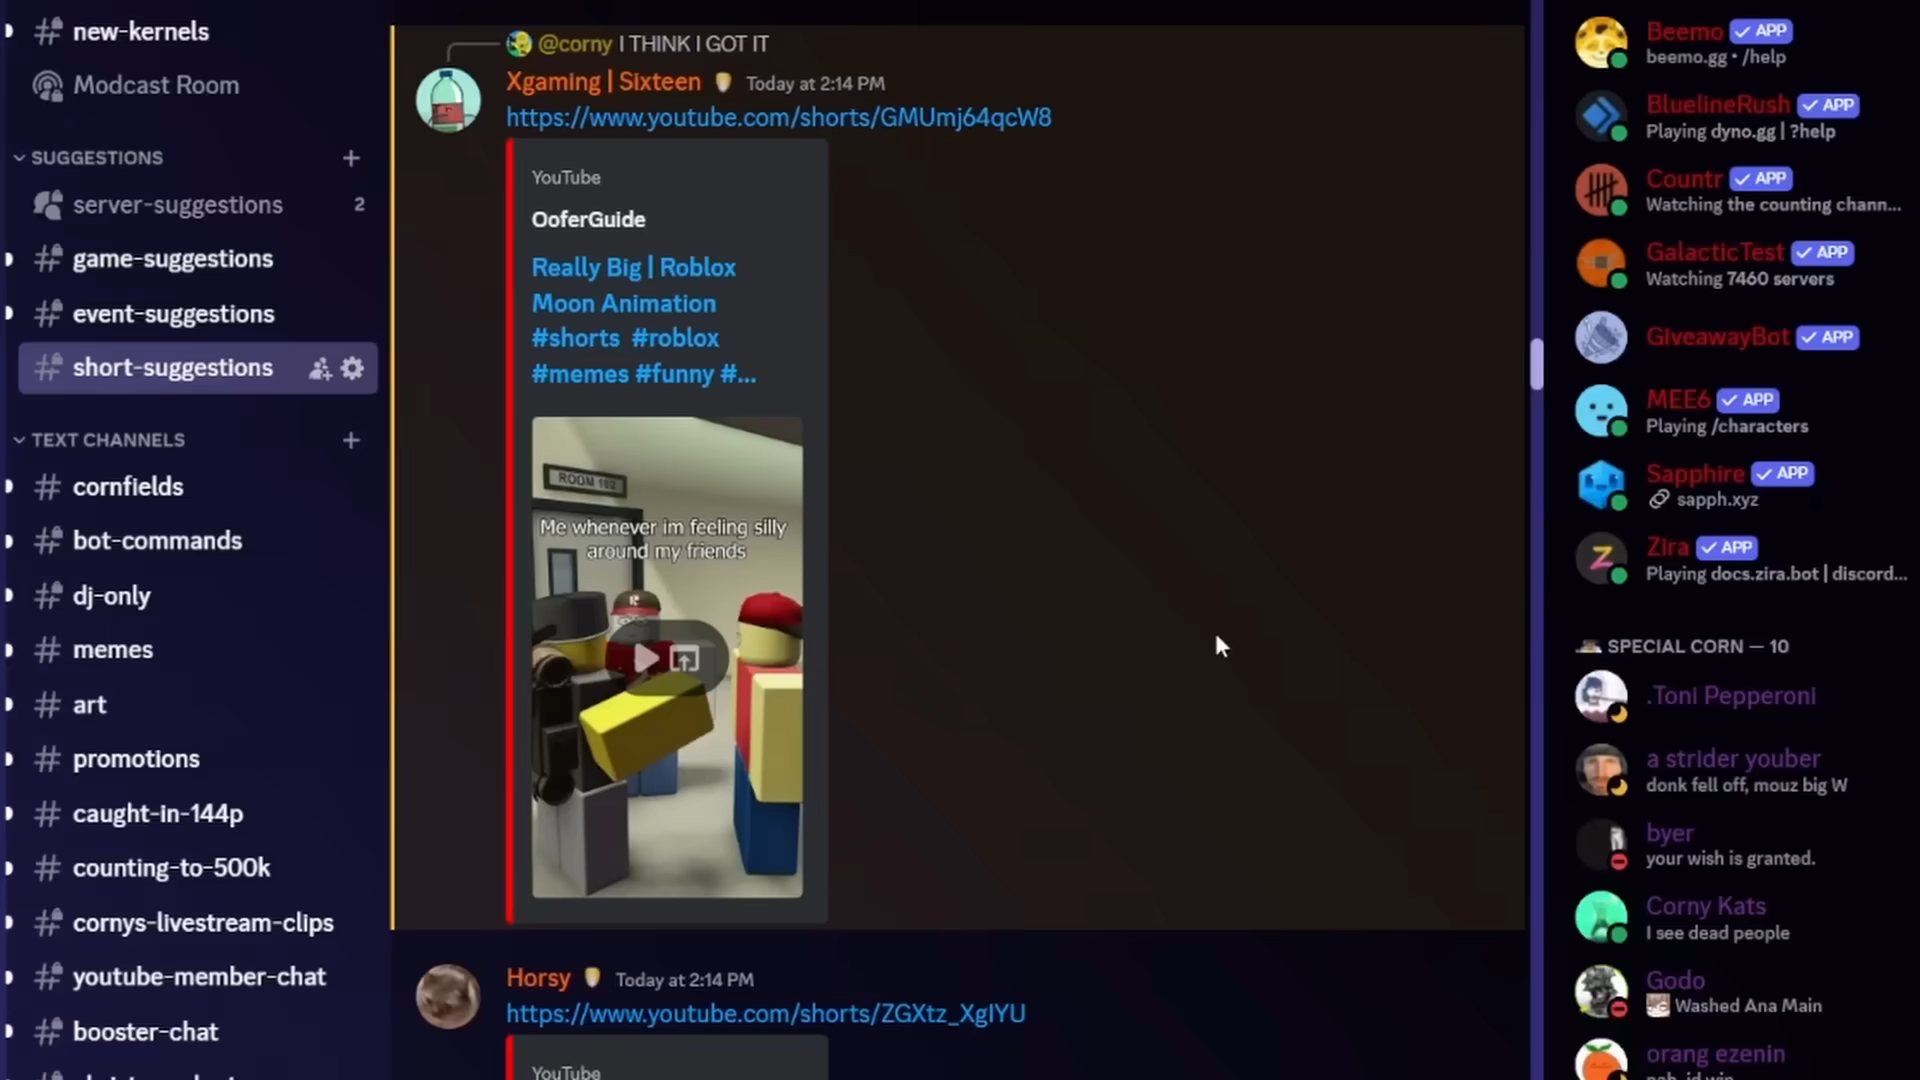 new-kernels
Modcast Room
SUGGESTIONS
server-suggestions 2
game-suggestions
event-suggestions
short-suggestions
TEXT CHANNELS
cornfields
bot-commands
dj-only
memes
art
promotions
caught-in-144p
counting-to-500k
cornys-livestream-clips
youtube-member-chat
booster-chat
@corny I THINK I GOT IT
Xgaming | Sixteen Today at 2:14 PM
https://www.youtube.com/shorts/GMUmj64qcW8
YouTube
OoferGuide
Really Big | Roblox
Moon Animation
#shorts #roblox
#memes #funny #...
ROOM 102
Me whenever im feeling silly
around my friends
Horsy Today at 2:14 PM
https://www.youtube.com/shorts/ZGXtz_XgIYU
YouTube
Beemo APP
beemo.gg • /help
BluelineRush APP
Playing dyno.gg | ?help
Countr APP
Watching the counting chann...
GalacticTest APP
Watching 7460 servers
GiveawayBot APP
MEE6 APP
Playing /characters
Sapphire APP
sapph.xyz
Zira APP
Playing docs.zira.bot | discord...
SPECIAL CORN — 10
.Toni Pepperoni
a strider youber
donk fell off, mouz big W
byer
your wish is granted.
Corny Kats
I see dead people
Godo
Washed Ana Main
orang ezenin